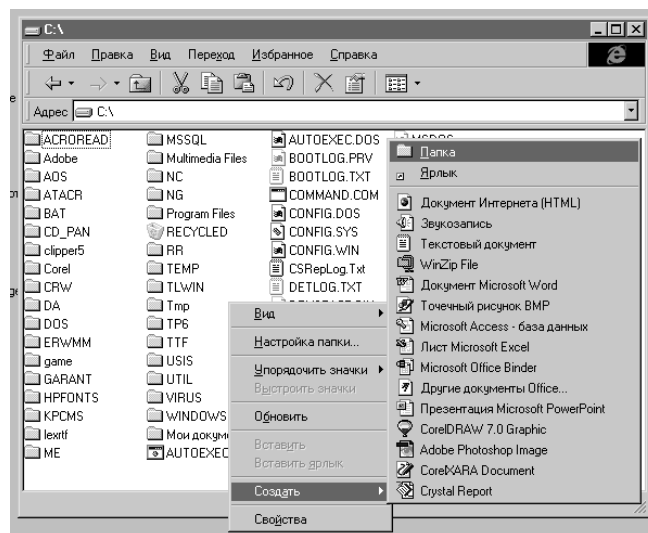 C:\
Файл Правка Вид Переход Избранное Справка
Адрес C:\
ACROREAD
Adobe
AOS
ATACR
BAT
CD_PAN
clipper5
Corel
CRW
DA
DOS
ERWMM
game
GARANT
HPFONTS
KPCMS
lexrtf
ME
MSSQL
Multimedia Files
NC
NG
Program Files
RECYCLED
RR
TEMP
TLWIN
Tmp
TP6
TTF
USIS
UTIL
VIRUS
WINDOWS
Мои докум
AUTOEXEC
AUTOEXEC.DOS
BOOTLOG.PRV
BOOTLOG.TXT
COMMAND.COM
CONFIG.DOS
CONFIG.SYS
CONFIG.WIN
CSRepLog.Txt
DETLOG.TXT
Вид
Настройка папки...
Упорядочить значки
Выстроить значки
Обновить
Вставить
Вставить ярлык
Создать
Свойства
Папка
Ярлык
Документ Интернета (HTML)
Звукозапись
Текстовый документ
WinZip File
Документ Microsoft Word
Точечный рисунок BMP
Microsoft Access - база данных
Лист Microsoft Excel
Microsoft Office Binder
Другие документы Office...
Презентация Microsoft PowerPoint
CorelDRAW 7.0 Graphic
Adobe Photoshop Image
CorelXARA Document
Crystal Report